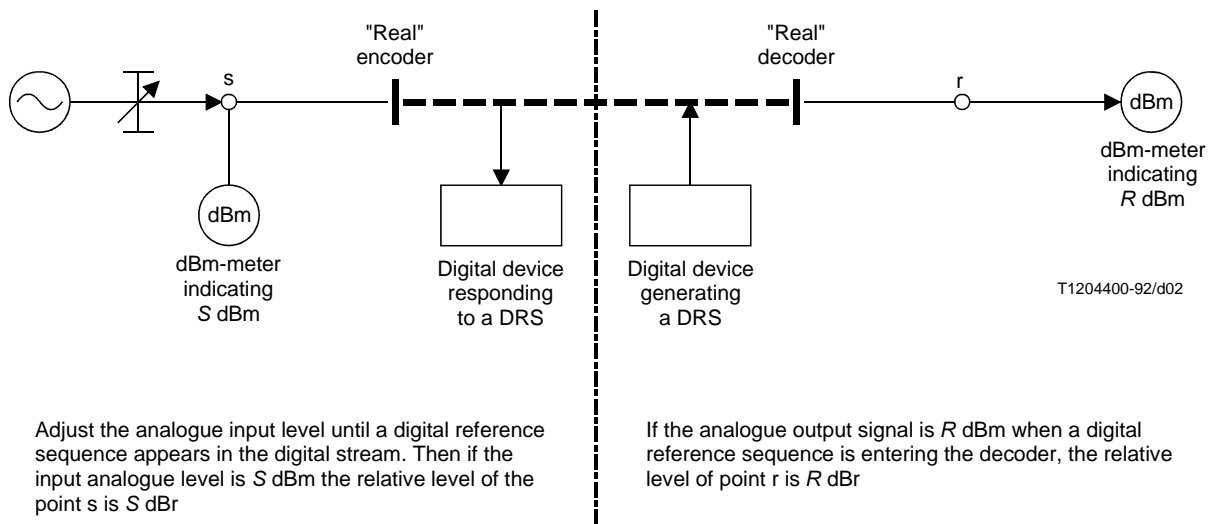 "Real"
encoder
"Real"
decoder
s
r
dBm
dBm
dBm-meter
indicating
R dBm
dBm-meter
indicating
S dBm
Digital device
responding
to a DRS
Digital device
generating
a DRS
T1204400-92/d02
Adjust the analogue input level until a digital reference
sequence appears in the digital stream. Then if the
input analogue level is S dBm the relative level of the
point s is S dBr
If the analogue output signal is R dBm when a digital
reference sequence is entering the decoder, the relative
level of point r is R dBr